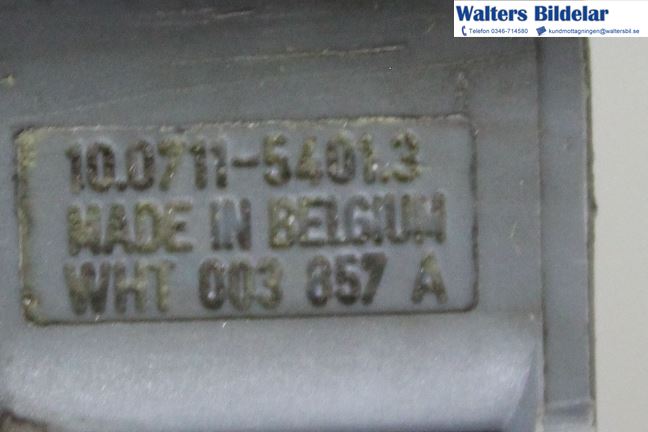 Walters Bildelar
Telefon 0346-714580 kundmottagningen@waltersbil.se
10.0711-5401.3
MADE IN BELGIUM
WHT 003 857 A